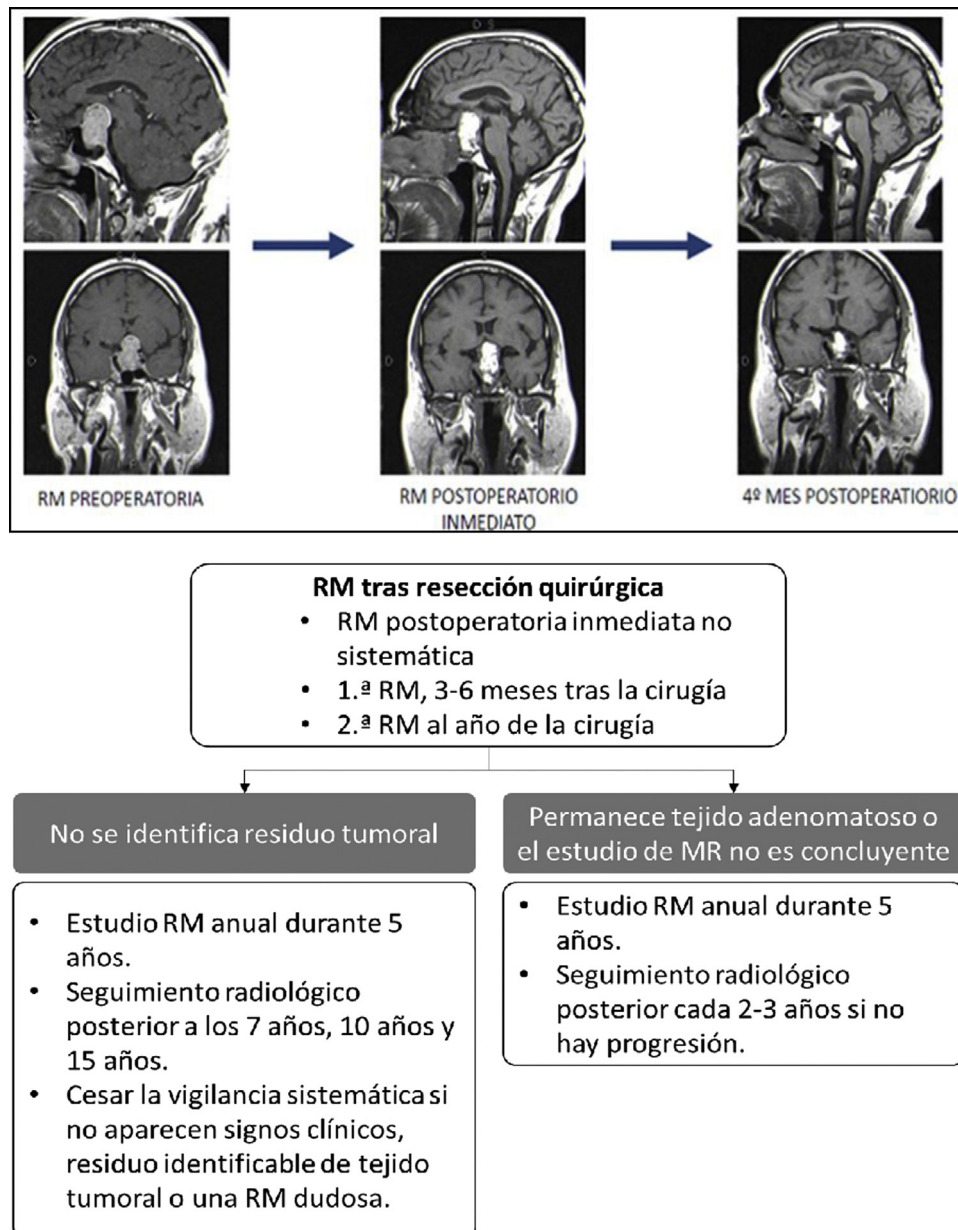 RM PREOPERATORIA
RM POSTOPERATORIO
INMEDIATO
4º MES POSTOPERATIORIO
RM tras resección quirúrgica
• RM postoperatoria inmediata no
sistemática
• 1.ª RM, 3-6 meses tras la cirugía
• 2.ª RM al año de la cirugía
No se identifica residuo tumoral
Permanece tejido adenomatoso o
el estudio de MR no es concluyente
• Estudio RM anual durante 5
años.
• Seguimiento radiológico
posterior a los 7 años, 10 años y
15 años.
• Cesar la vigilancia sistemática si
no aparecen signos clínicos,
residuo identificable de tejido
tumoral o una RM dudosa.
• Estudio RM anual durante 5
años.
• Seguimiento radiológico
posterior cada 2-3 años si no
hay progresión.